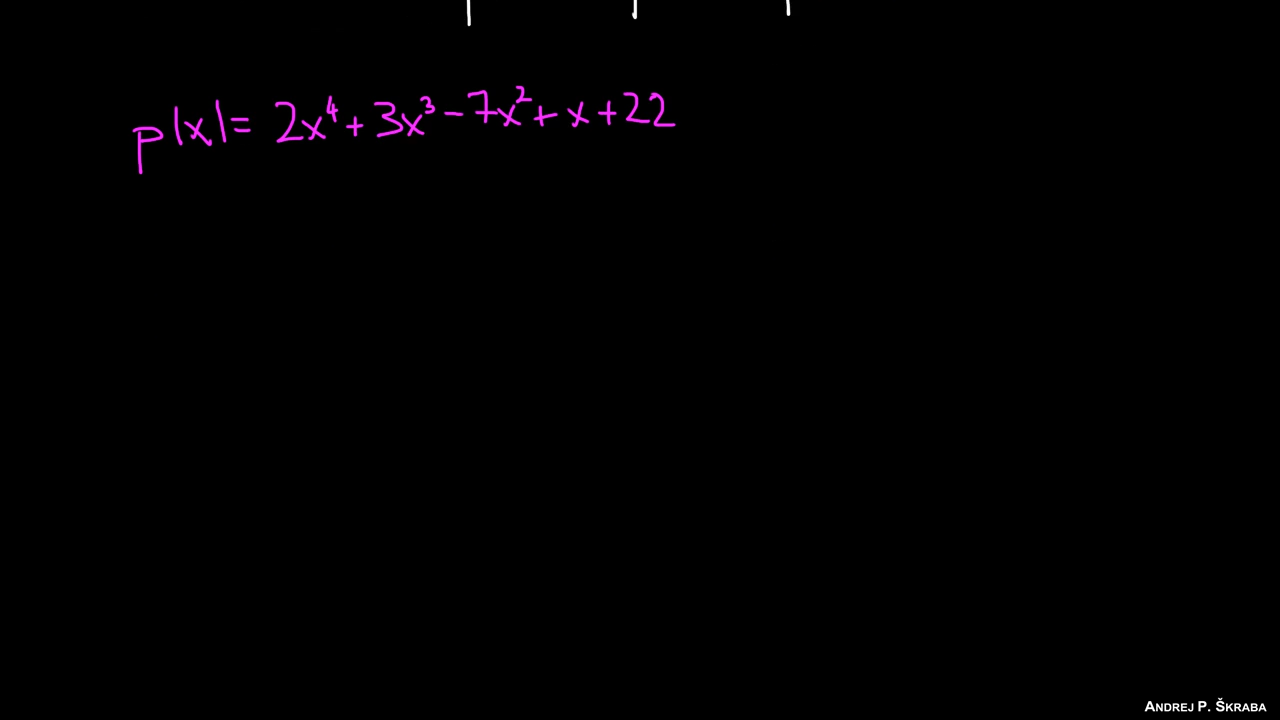 p(x)= 2x⁴+3x³-7x²+x+22
ANDREJ P. ŠKRABA